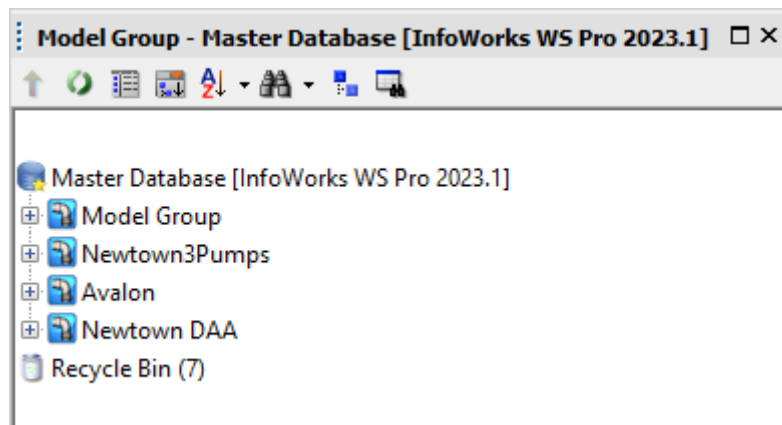 Model Group - Master Database [InfoWorks WS Pro 2023.1]
Master Database [InfoWorks WS Pro 2023.1]
Model Group
Newtown3Pumps
Avalon
Newtown DAA
Recycle Bin (7)